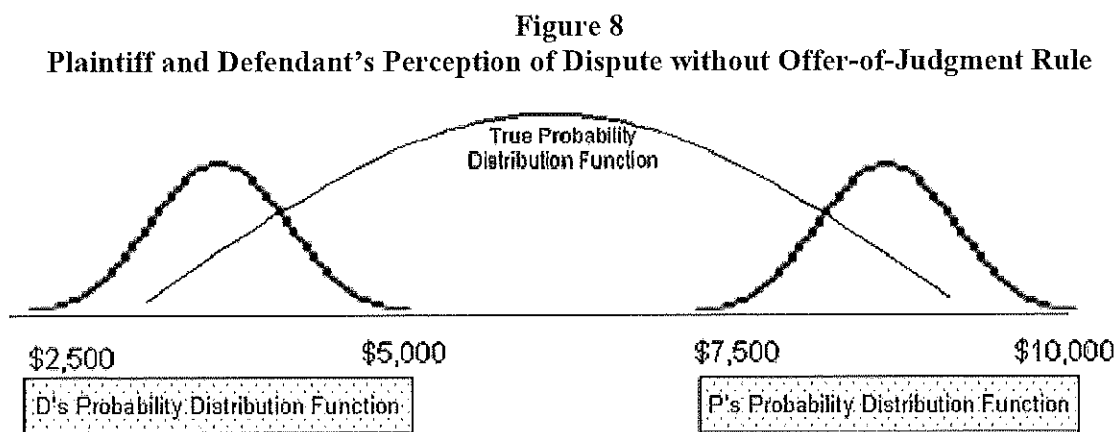 Figure 8
Plaintiff and Defendant's Perception of Dispute without Offer-of-Judgment Rule
True Probability
Distribution Function
$2,500
$5,000
$7,500
$10,000
D's Probability Distribution Function
P's Probability Distribution Function